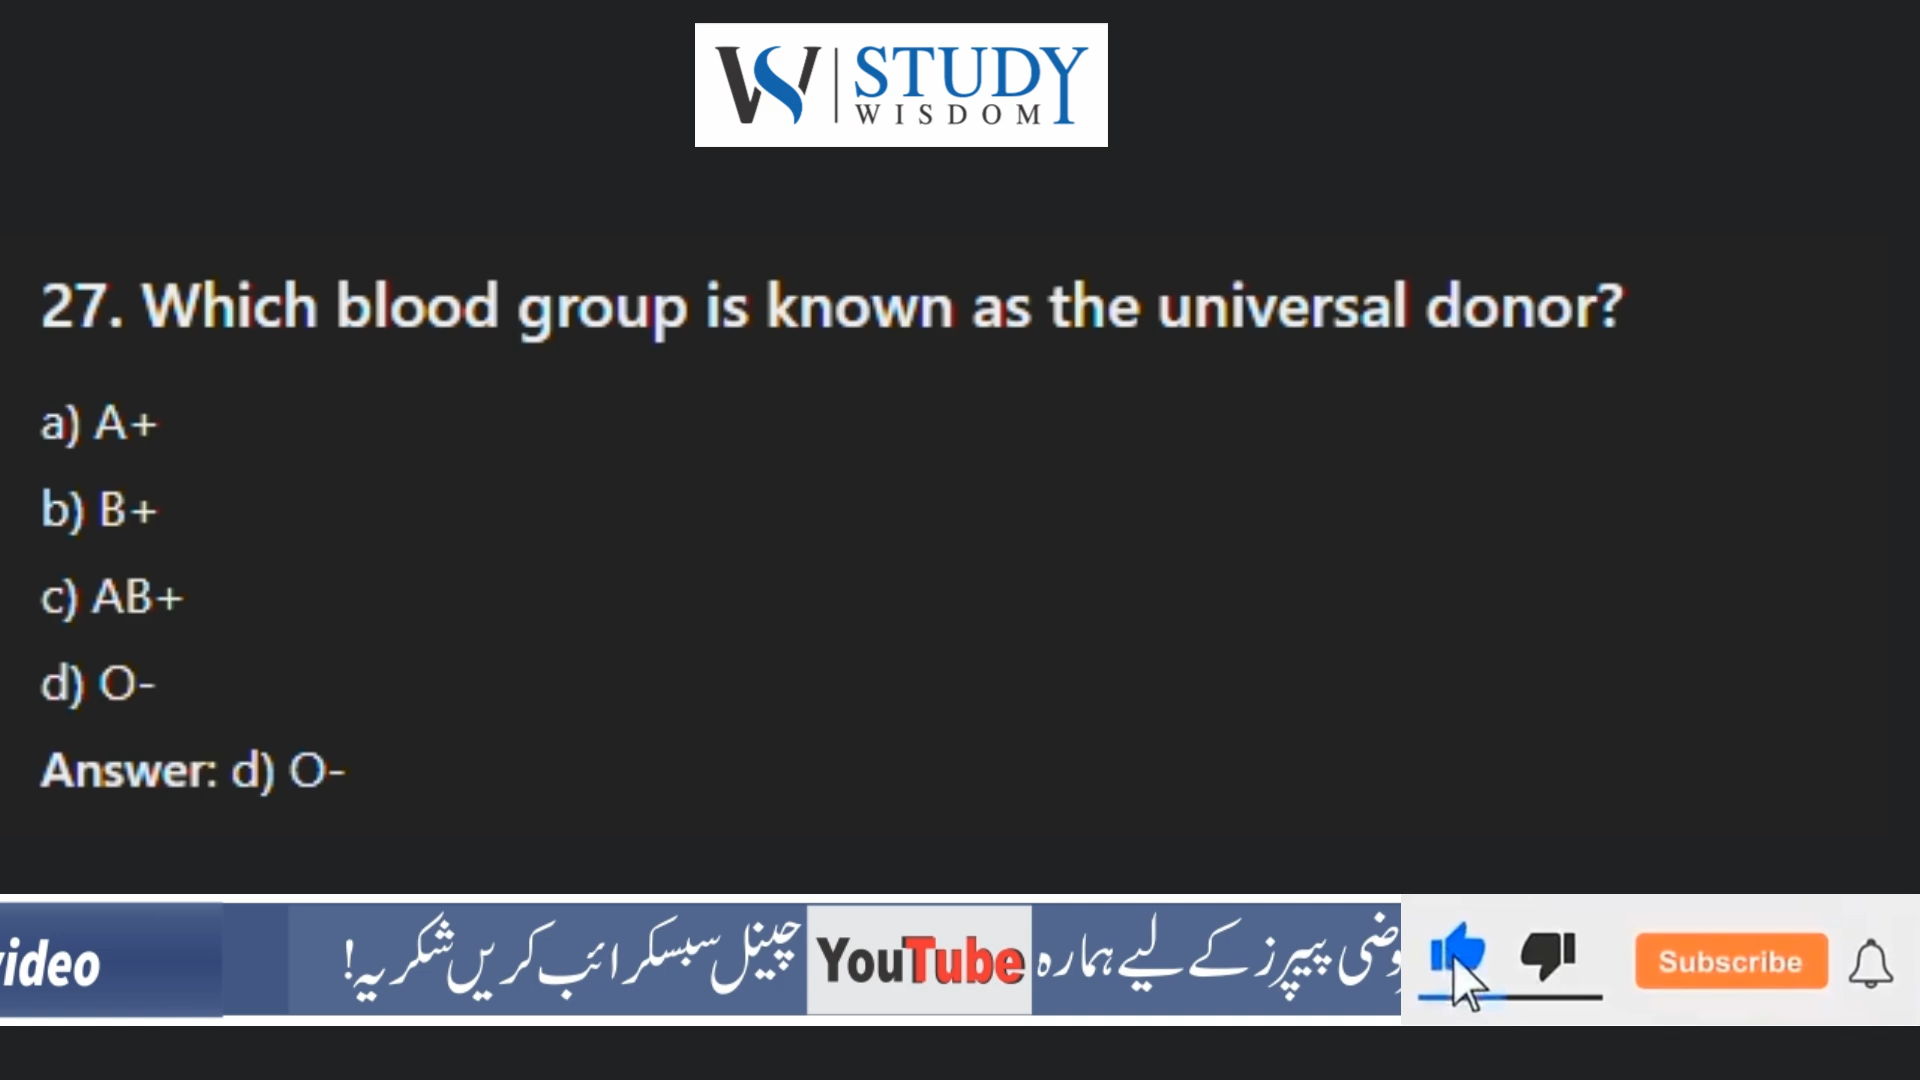 WS STUDY
WISDOM
27. Which blood group is known as the universal donor?
a) A+
b) B+
c) AB+
d) O-
Answer: d) O-
پیپرز کے لیے ہمارہ YouTube چینل سبسکرائب کریں شکریہ!
Subscribe